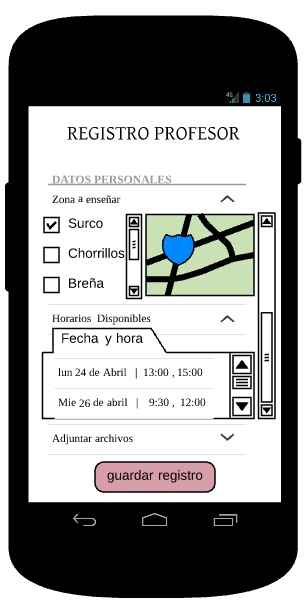 4G 3:03
REGISTRO PROFESOR
DATOS PERSONALES
Zona a enseñar
Surco
Chorrillos
Breña
Horarios Disponibles
Fecha y hora
lun 24 de Abril | 13:00 , 15:00
Mie 26 de abril | 9:30 , 12:00
Adjuntar archivos
guardar registro